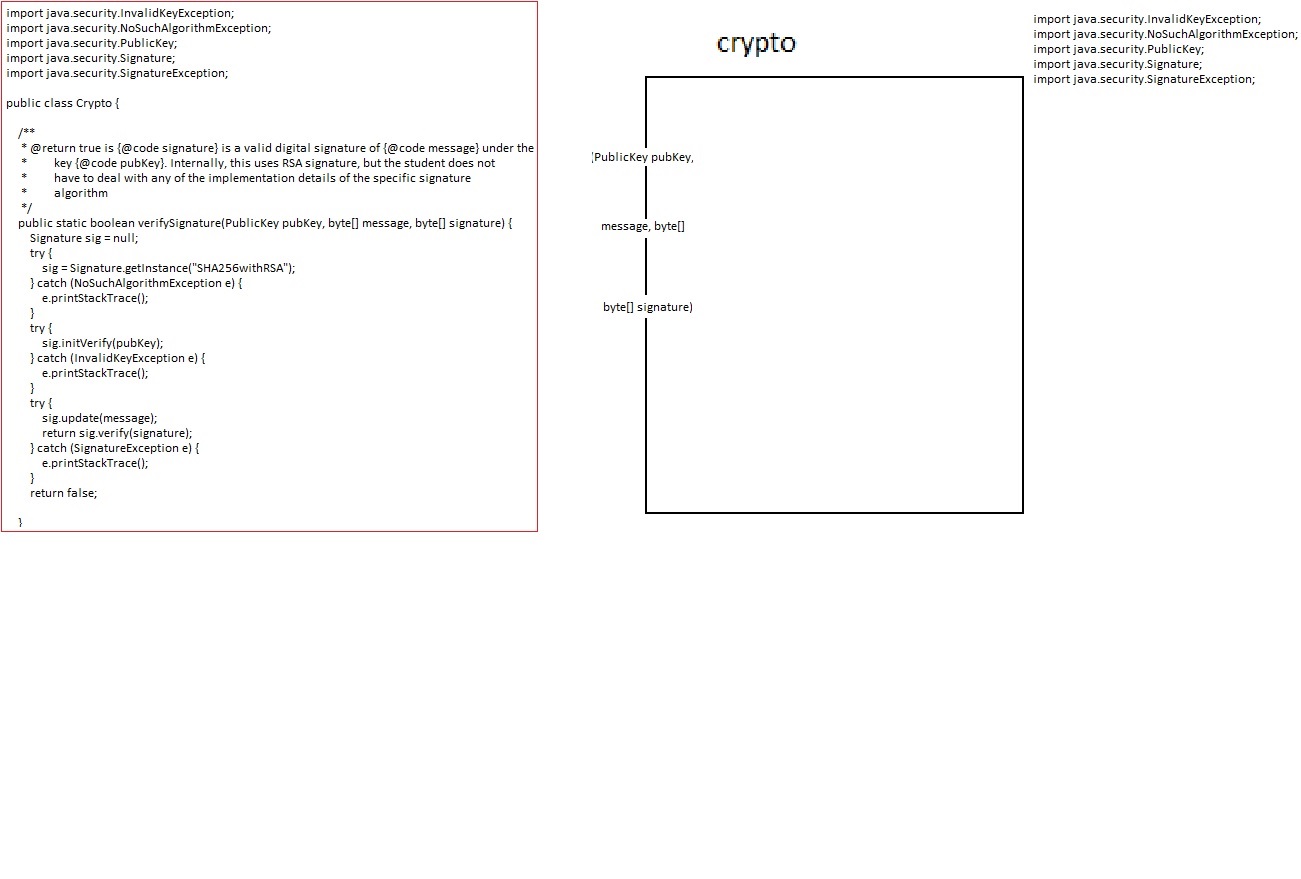 import java.security.InvalidKeyException;
import java.security.NoSuchAlgorithmException;
import java.security.PublicKey;
import java.security.Signature;
import java.security.SignatureException;

public class Crypto {

    /**
     * @return true is {@code signature} is a valid digital signature of {@code message} under the
     *         key {@code pubKey}. Internally, this uses RSA signature, but the student does not
     *         have to deal with any of the implementation details of the specific signature
     *         algorithm
     */
    public static boolean verifySignature(PublicKey pubKey, byte[] message, byte[] signature) {
        Signature sig = null;
        try {
            sig = Signature.getInstance("SHA256withRSA");
        } catch (NoSuchAlgorithmException e) {
            e.printStackTrace();
        }
        try {
            sig.initVerify(pubKey);
        } catch (InvalidKeyException e) {
            e.printStackTrace();
        }
        try {
            sig.update(message);
            return sig.verify(signature);
        } catch (SignatureException e) {
            e.printStackTrace();
        }
        return false;

    }
crypto
(PublicKey pubKey,
message, byte[]
byte[] signature)
import java.security.InvalidKeyException;
import java.security.NoSuchAlgorithmException;
import java.security.PublicKey;
import java.security.Signature;
import java.security.SignatureException;